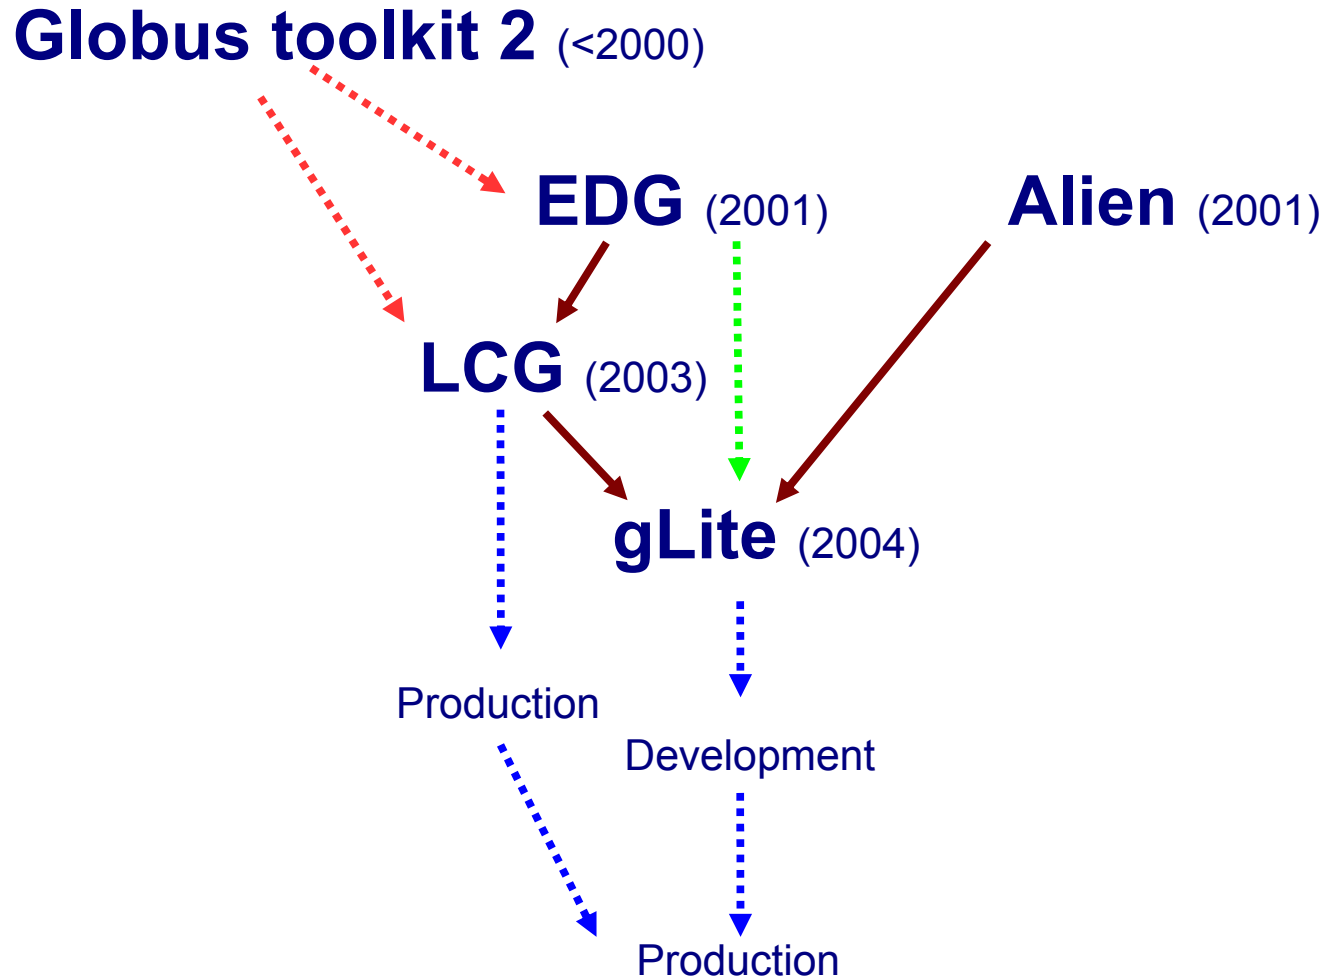 Globus toolkit 2 (<2000)
EDG (2001)
Alien (2001)
LCG (2003)
gLite (2004)
Production
Development
Production